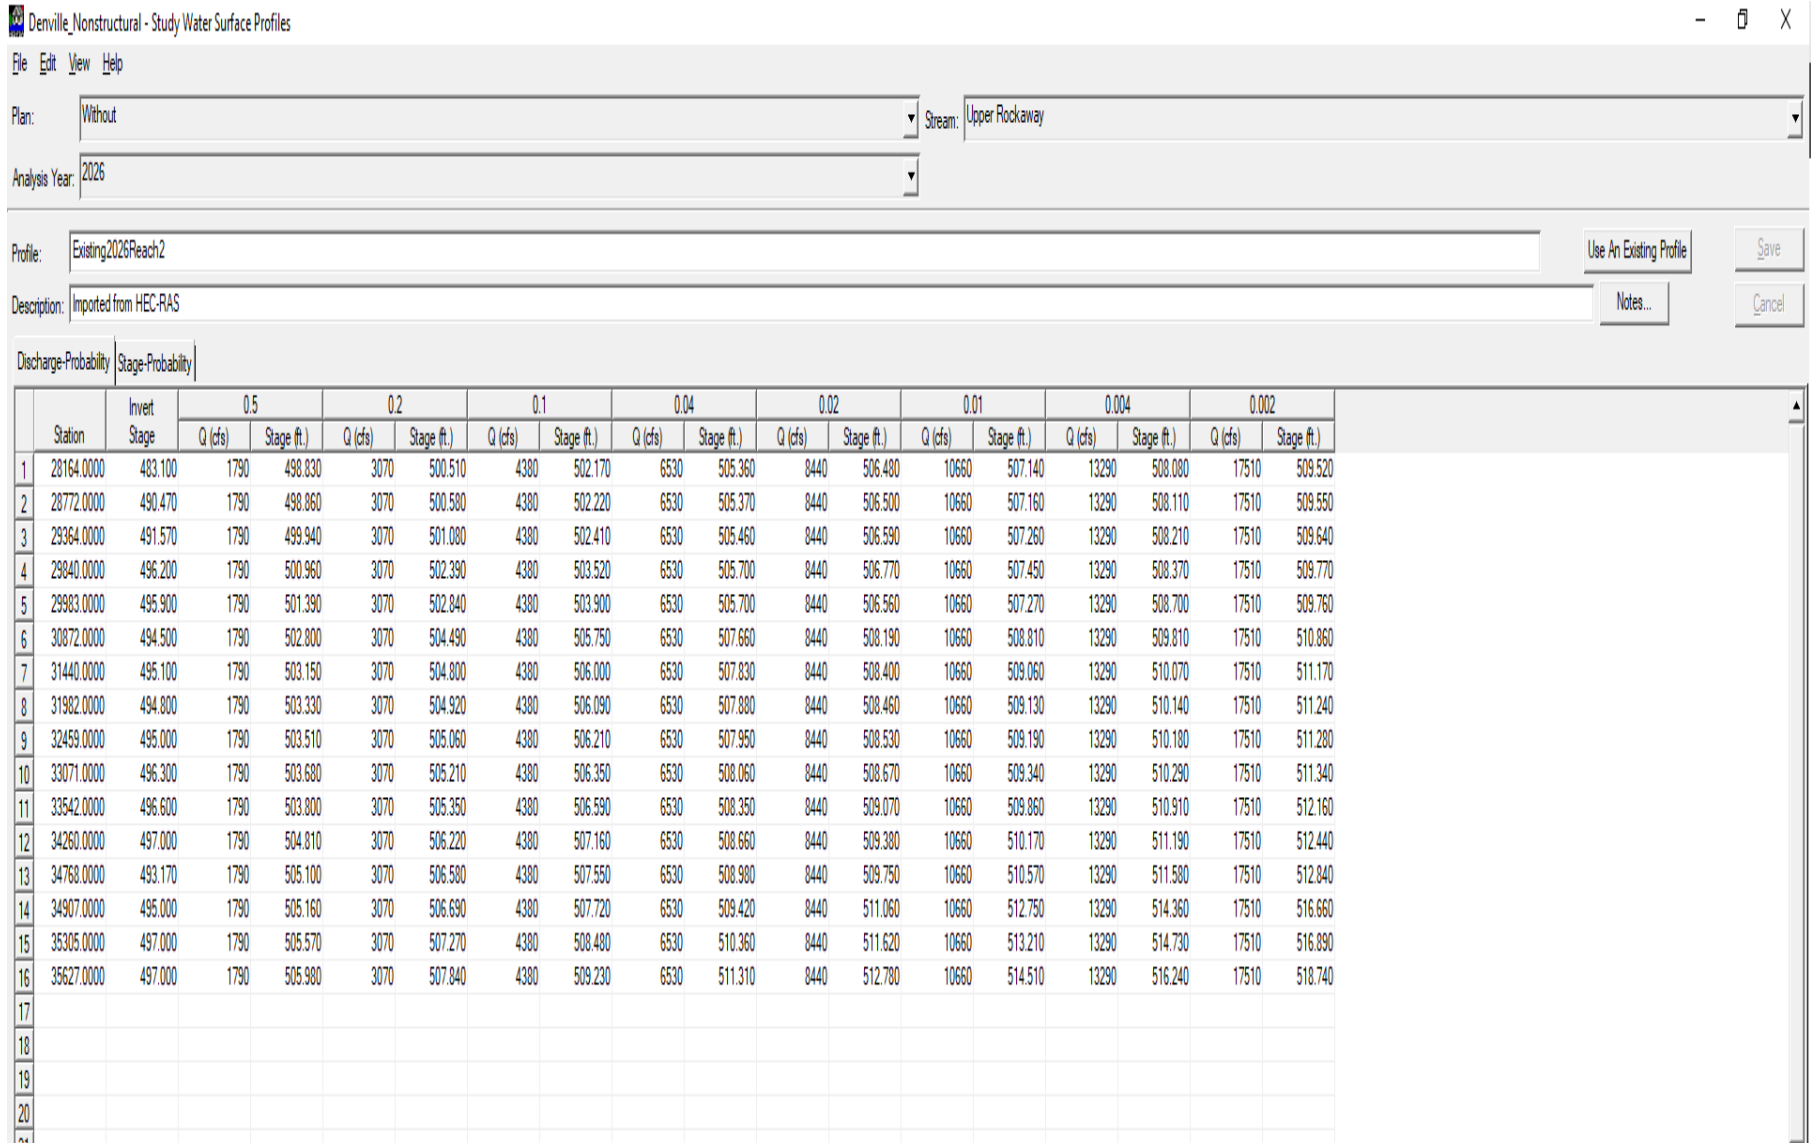 Denville_Nonstructural - Study Water Surface Profiles
File Edit View Help
Plan: Without Stream: Upper Rockaway
Analysis Year: 2026
Profile: Existing2026Reach2 Use An Existing Profile Save
Description: Imported from HEC-RAS Notes... Cancel
Discharge-Probability Stage-Probability
Invert 0.5 0.2 0.1 0.04 0.02 0.01 0.004 0.002
Station Stage Q (cfs) Stage (ft.) Q (cfs) Stage (ft.) Q (cfs) Stage (ft.) Q (cfs) Stage (ft.) Q (cfs) Stage (ft.) Q (cfs) Stage (ft.) Q (cfs) Stage (ft.) Q (cfs) Stage (ft.)
1 28164.0000 483.100 1790 498.830 3070 500.510 4380 502.170 6530 505.360 8440 506.480 10660 507.140 13290 508.080 17510 509.520
2 28772.0000 490.470 1790 498.860 3070 500.580 4380 502.220 6530 505.370 8440 506.500 10660 507.160 13290 508.110 17510 509.550
3 29364.0000 491.570 1790 499.940 3070 501.080 4380 502.410 6530 505.460 8440 506.590 10660 507.260 13290 508.210 17510 509.640
4 29840.0000 496.200 1790 500.960 3070 502.390 4380 503.520 6530 505.700 8440 506.770 10660 507.450 13290 508.370 17510 509.770
5 29983.0000 495.900 1790 501.390 3070 502.840 4380 503.900 6530 505.700 8440 506.560 10660 507.270 13290 508.700 17510 509.760
6 30872.0000 494.500 1790 502.800 3070 504.490 4380 505.750 6530 507.660 8440 508.190 10660 508.810 13290 509.810 17510 510.860
7 31440.0000 495.100 1790 503.150 3070 504.800 4380 506.000 6530 507.830 8440 508.400 10660 509.060 13290 510.070 17510 511.170
8 31982.0000 494.800 1790 503.330 3070 504.920 4380 506.090 6530 507.880 8440 508.460 10660 509.130 13290 510.140 17510 511.240
9 32459.0000 495.000 1790 503.510 3070 505.060 4380 506.210 6530 507.950 8440 508.530 10660 509.190 13290 510.180 17510 511.280
10 33071.0000 496.300 1790 503.680 3070 505.210 4380 506.350 6530 508.060 8440 508.670 10660 509.340 13290 510.290 17510 511.340
11 33542.0000 496.600 1790 503.800 3070 505.350 4380 506.590 6530 508.350 8440 509.070 10660 509.860 13290 510.910 17510 512.160
12 34260.0000 497.000 1790 504.810 3070 506.220 4380 507.160 6530 508.660 8440 509.380 10660 510.170 13290 511.190 17510 512.440
13 34768.0000 493.170 1790 505.100 3070 506.580 4380 507.550 6530 508.980 8440 509.750 10660 510.570 13290 511.580 17510 512.840
14 34907.0000 495.000 1790 505.160 3070 506.690 4380 507.720 6530 509.420 8440 511.060 10660 512.750 13290 514.360 17510 516.660
15 35305.0000 497.000 1790 505.570 3070 507.270 4380 508.480 6530 510.360 8440 511.620 10660 513.210 13290 514.730 17510 516.890
16 35627.0000 497.000 1790 505.980 3070 507.840 4380 509.230 6530 511.310 8440 512.780 10660 514.510 13290 516.240 17510 518.740
17
18
19
20